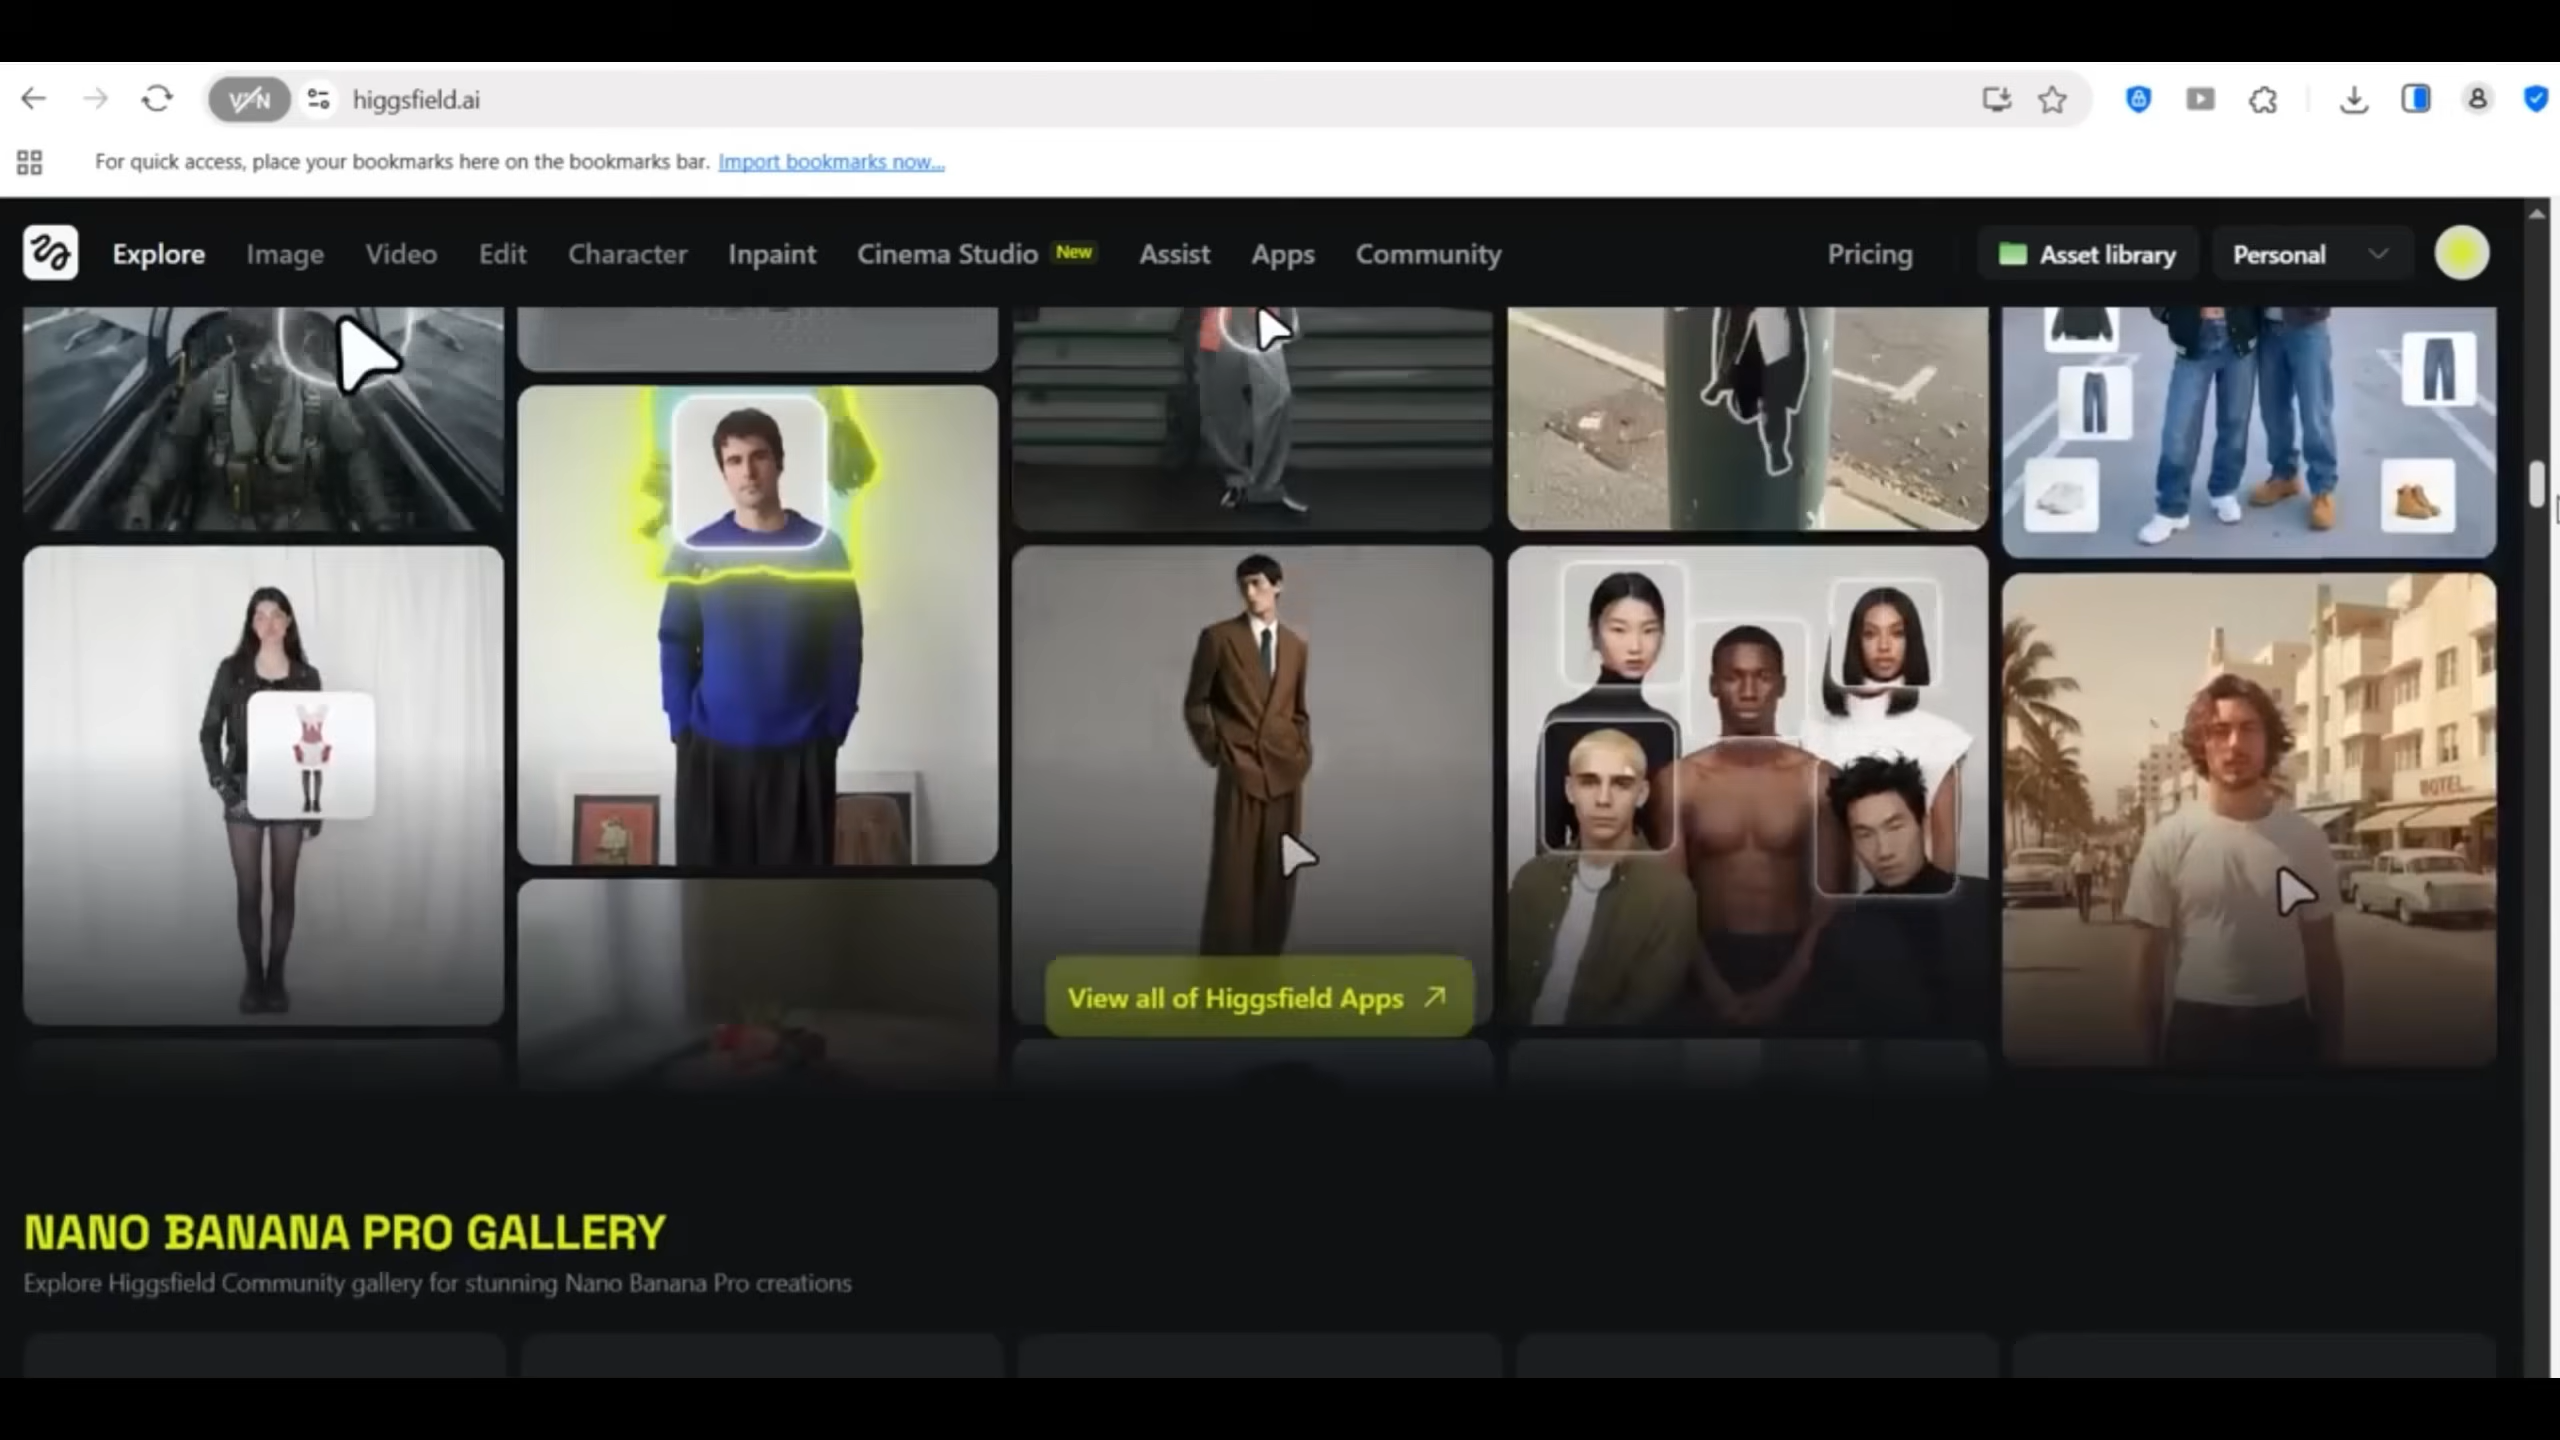 VPN
higgsfield.ai
For quick access, place your bookmarks here on the bookmarks bar. Import bookmarks now...
Explore Image Video Edit Character Inpaint Cinema Studio New Assist Apps Community Pricing Asset library Personal
HOTEL
View all of Higgsfield Apps
NANO BANANA PRO GALLERY
Explore Higgsfield Community gallery for stunning Nano Banana Pro creations